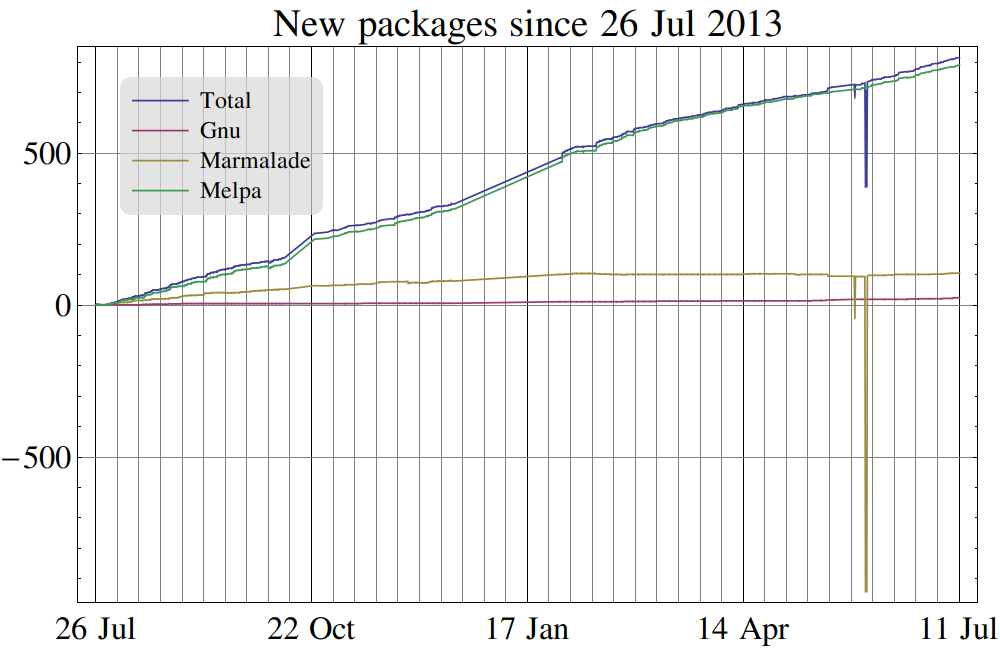 New packages since 26 Jul 2013
Total
Gnu
Marmalade
Melpa
500
0
−500
26 Jul 22 Oct 17 Jan 14 Apr 11 Jul